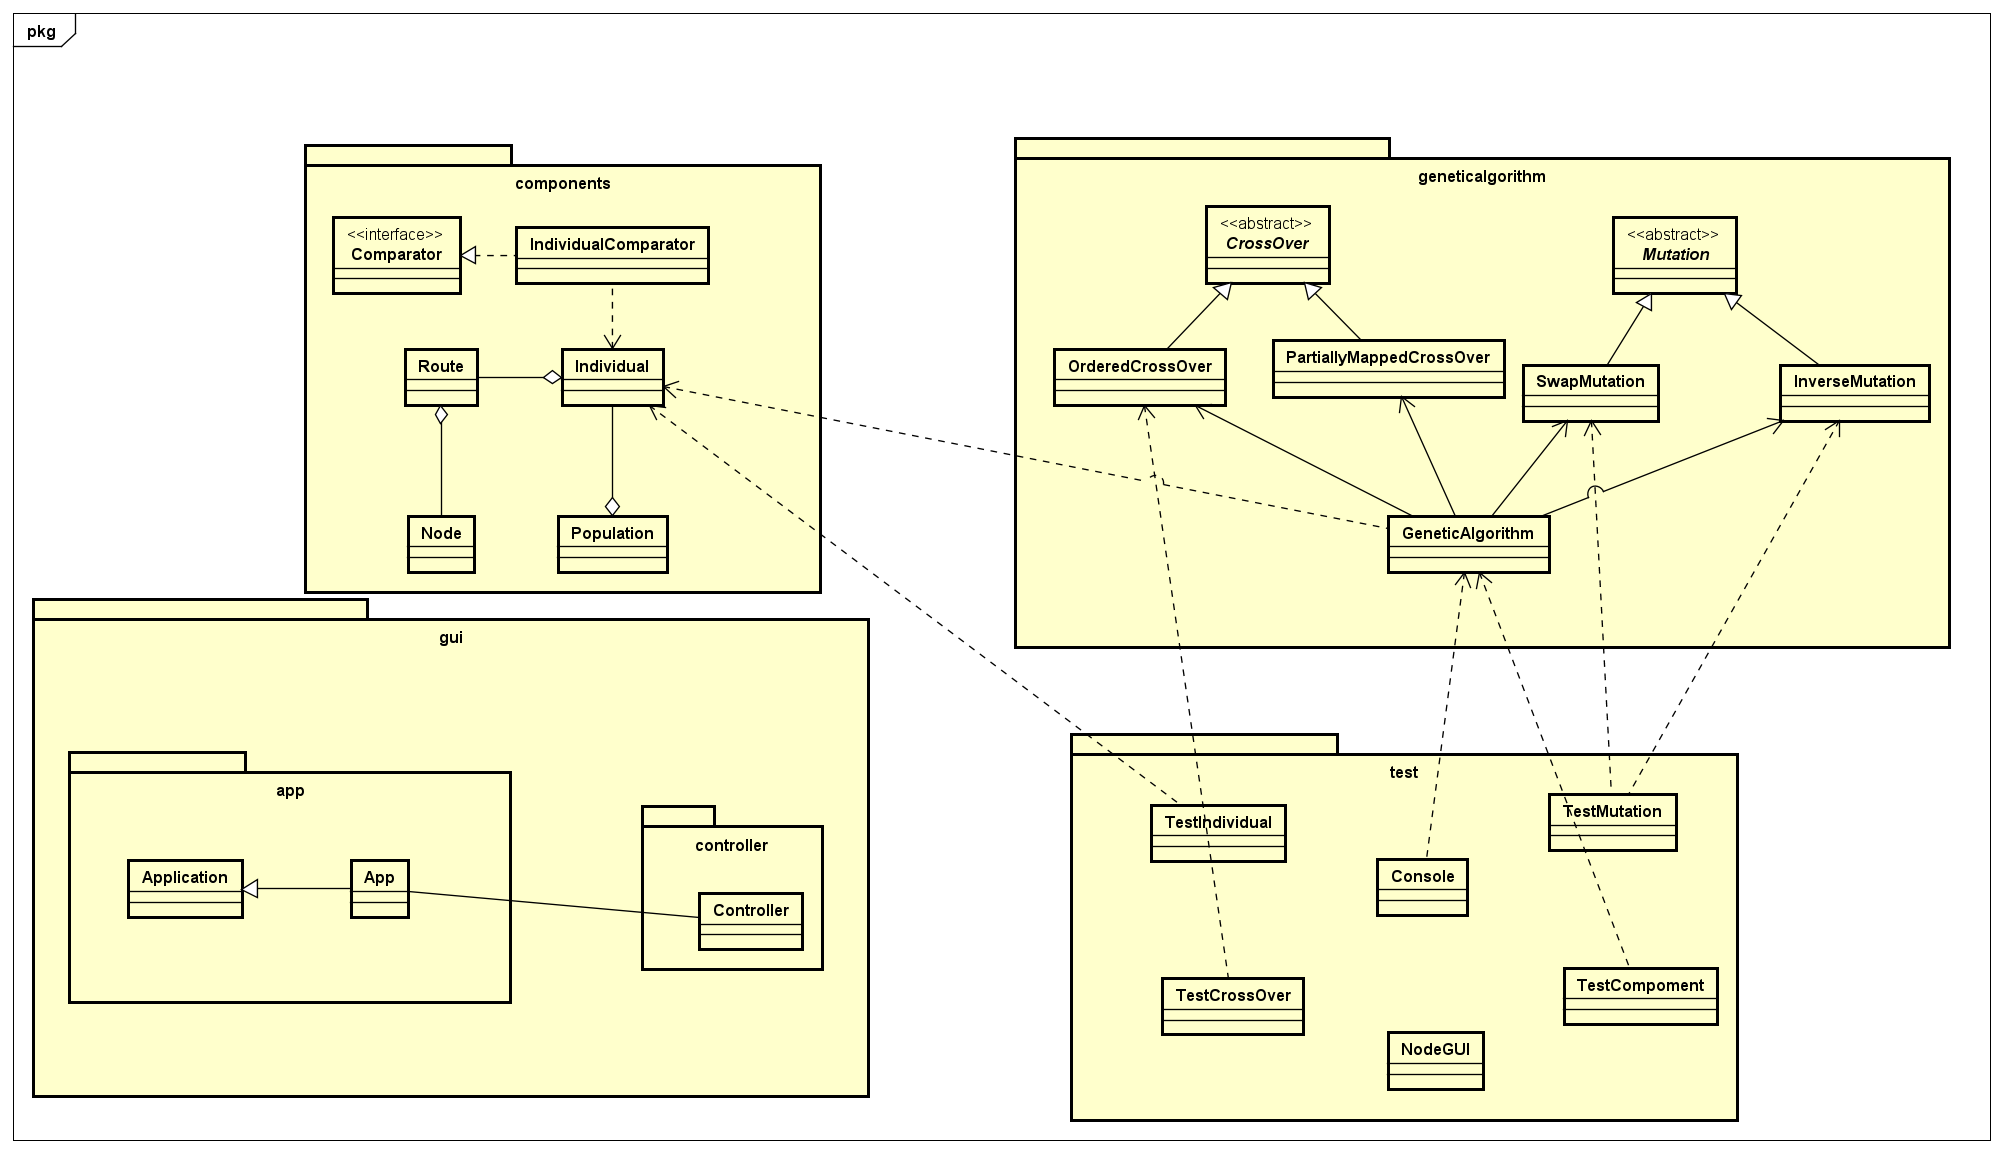 pkg
components
<<interface>>
Comparator
IndividualComparator
Route
Individual
Node
Population
geneticalgorithm
<<abstract>>
CrossOver
<<abstract>>
Mutation
OrderedCrossOver
PartiallyMappedCrossOver
SwapMutation
InverseMutation
GeneticAlgorithm
gui
app
Application
App
controller
Controller
test
TestIndividual
TestMutation
Console
TestCrossOver
TestCompoment
NodeGUI